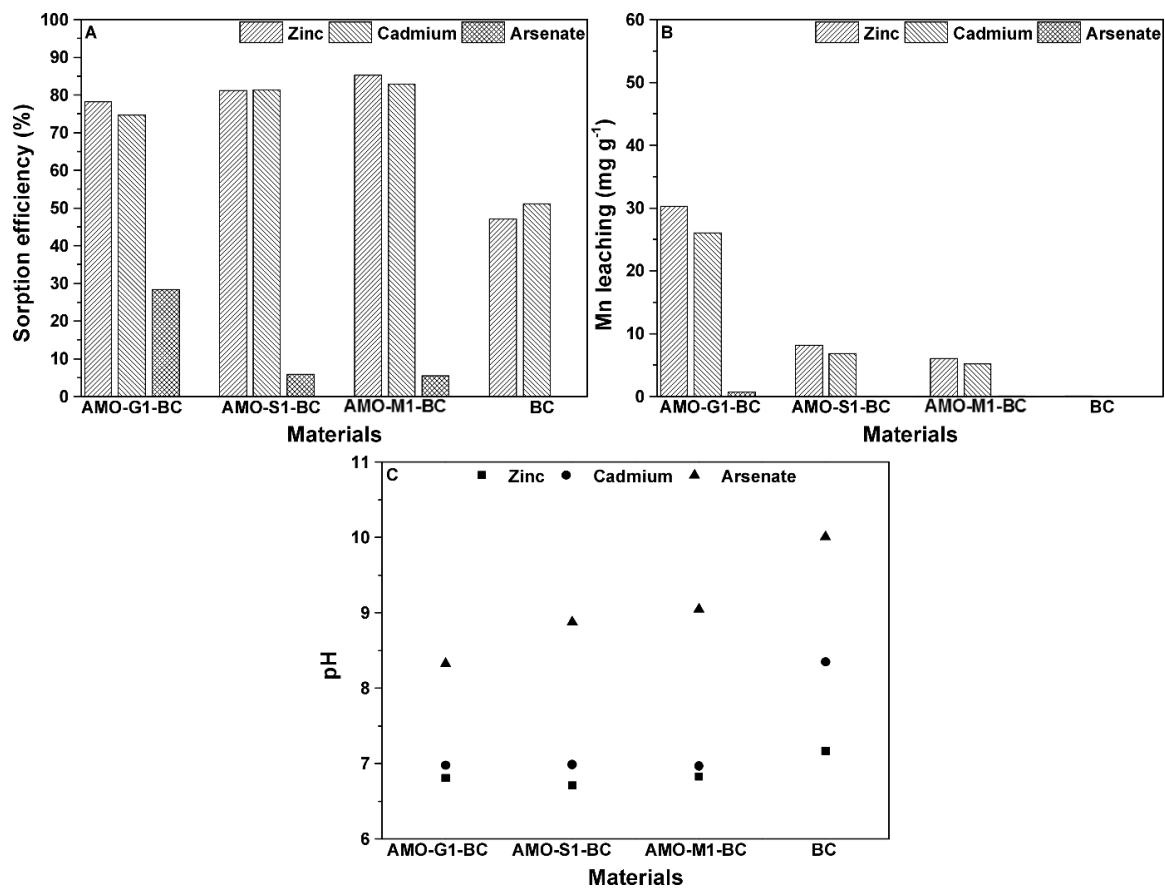 A
Zinc Cadmium Arsenate
100
90
80
70
60
50
40
30
20
10
0
Sorption efficiency (%)
AMO-G1-BC AMO-S1-BC AMO-M1-BC BC
Materials
B
Zinc Cadmium Arsenate
60
50
40
30
20
10
0
Mn leaching (mg g⁻¹)
AMO-G1-BC AMO-S1-BC AMO-M1-BC BC
Materials
C
Zinc Cadmium Arsenate
11
10
9
8
7
6
pH
AMO-G1-BC AMO-S1-BC AMO-M1-BC BC
Materials